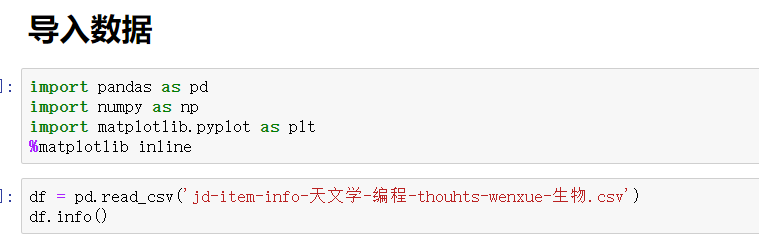 导入数据
]:
import pandas as pd
import numpy as np
import matplotlib.pyplot as plt
%matplotlib inline
]:
df = pd.read_csv('jd-item-info-天文学-编程-thouhts-wenxue-生物.csv')
df.info()